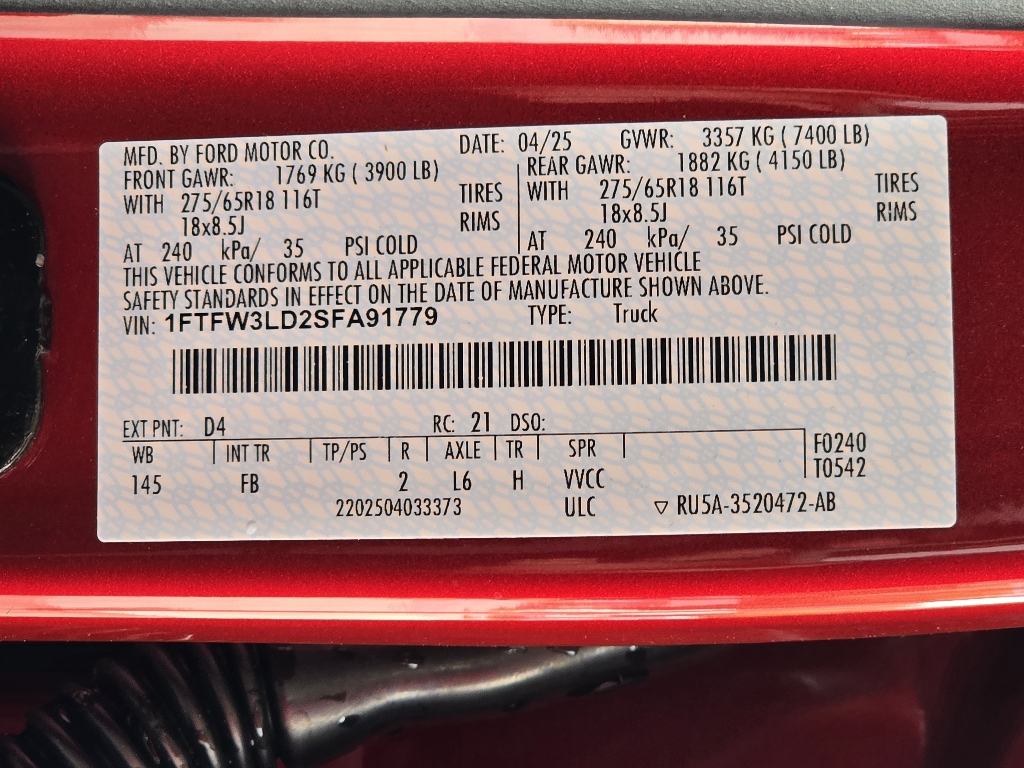 MFD. BY FORD MOTOR CO. DATE: 04/25 GVWR: 3357 KG ( 7400 LB)
FRONT GAWR: 1769 KG ( 3900 LB) REAR GAWR: 1882 KG ( 4150 LB)
WITH 275/65R18 116T TIRES WITH 275/65R18 116T TIRES
18x8.5J RIMS 18x8.5J RIMS
AT 240 kPa/ 35 PSI COLD AT 240 kPa/ 35 PSI COLD
THIS VEHICLE CONFORMS TO ALL APPLICABLE FEDERAL MOTOR VEHICLE
SAFETY STANDARDS IN EFFECT ON THE DATE OF MANUFACTURE SHOWN ABOVE.
VIN: 1FTFW3LD2SFA91779 TYPE: Truck
EXT PNT: D4 RC: 21 DSO:
WB INT TR TP/PS R AXLE TR SPR F0240
145 FB 2 L6 H VVCC T0542
2202504033373 ULC ▽ RU5A-3520472-AB